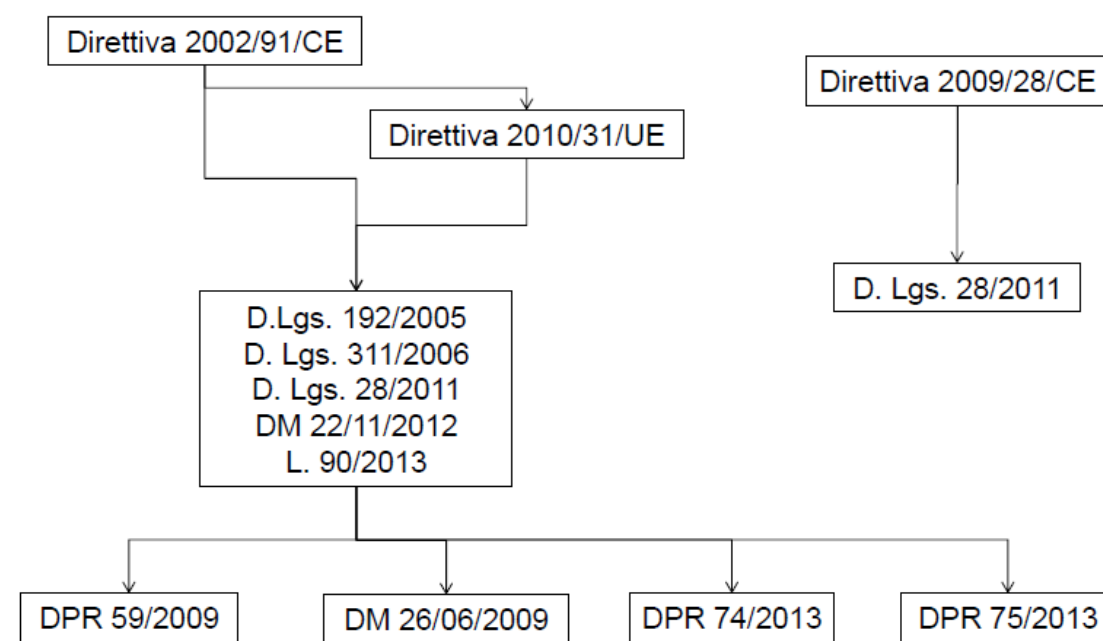 Direttiva 2002/91/CE
Direttiva 2009/28/CE
Direttiva 2010/31/UE
D. Lgs. 28/2011
D.Lgs. 192/2005
D. Lgs. 311/2006
D. Lgs. 28/2011
DM 22/11/2012
L. 90/2013
DPR 59/2009
DM 26/06/2009
DPR 74/2013
DPR 75/2013